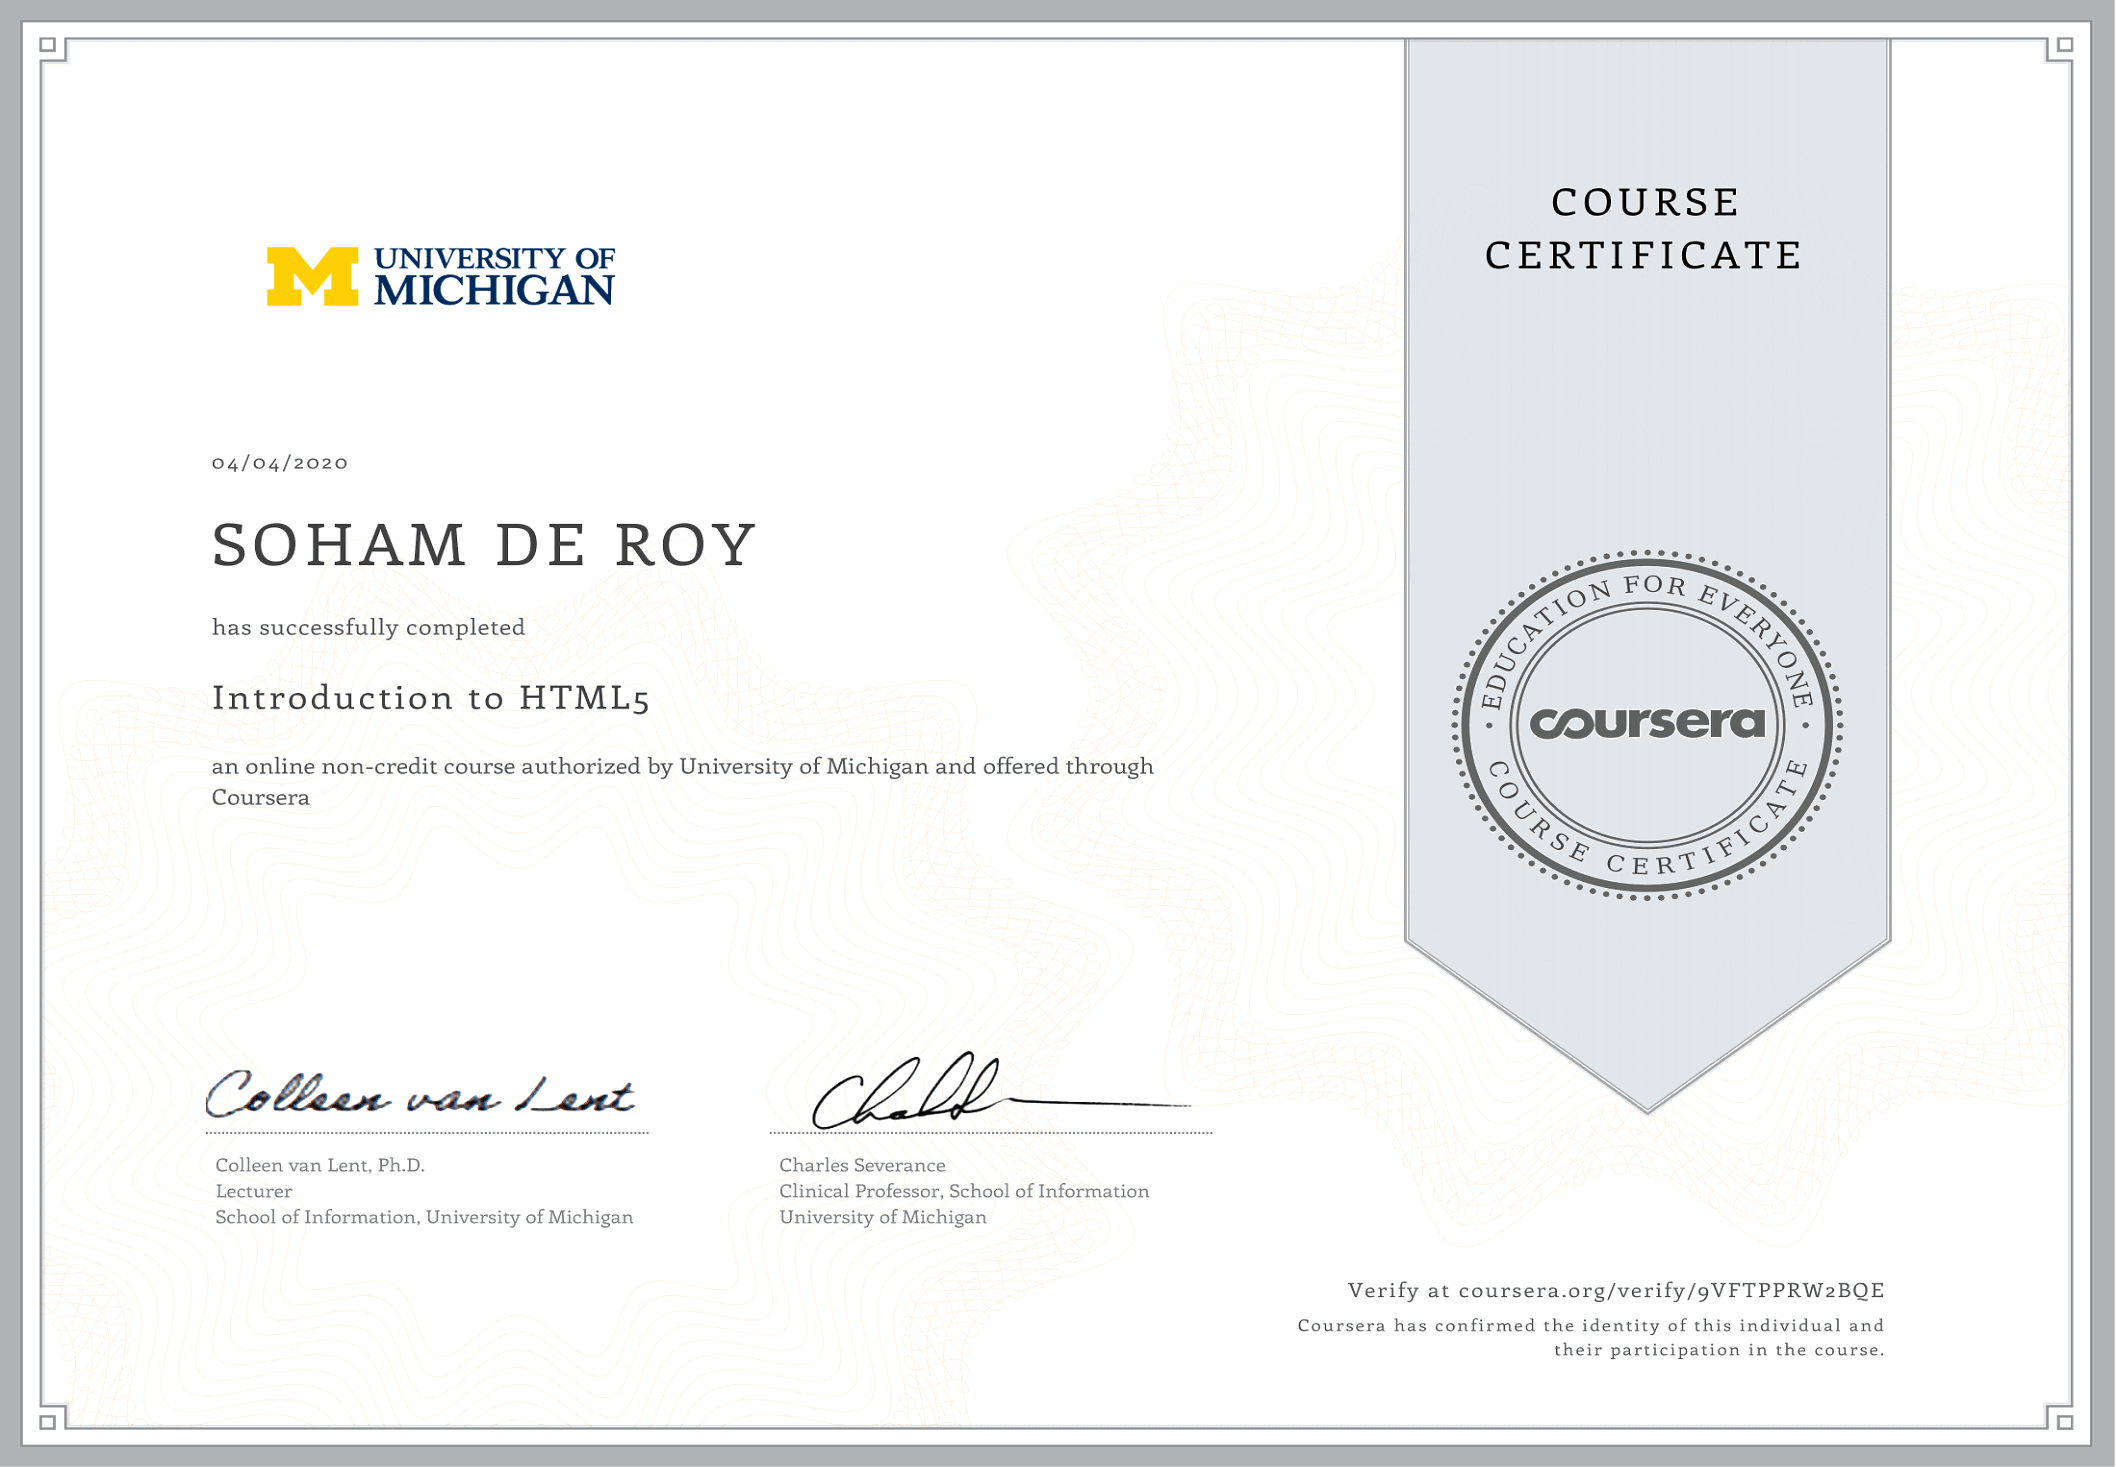 UNIVERSITY OF
MICHIGAN
04/04/2020
SOHAM DE ROY
has successfully completed
Introduction to HTML5
an online non-credit course authorized by University of Michigan and offered through
Coursera
Colleen van Lent
Colleen van Lent, Ph.D.
Lecturer
School of Information, University of Michigan
Charles Severance
Clinical Professor, School of Information
University of Michigan
COURSE
CERTIFICATE
EDUCATION FOR EVERYONE
coursera
COURSE CERTIFICATE
Verify at coursera.org/verify/9VFTPPRW2BQE
Coursera has confirmed the identity of this individual and
their participation in the course.